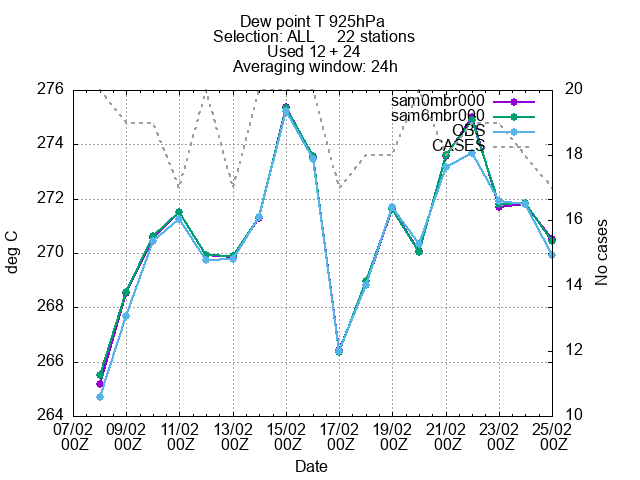 Dew point T 925hPa
Selection: ALL 22 stations
Used 12 + 24
Averaging window: 24h
276
274
272
270
268
266
264
deg C
20
18
16
14
12
10
No cases
sam0mbr000
sam6mbr000
OBS
CASES
07/02 09/02 11/02 13/02 15/02 17/02 19/02 21/02 23/02 25/02
00Z 00Z 00Z 00Z 00Z 00Z 00Z 00Z 00Z 00Z
Date